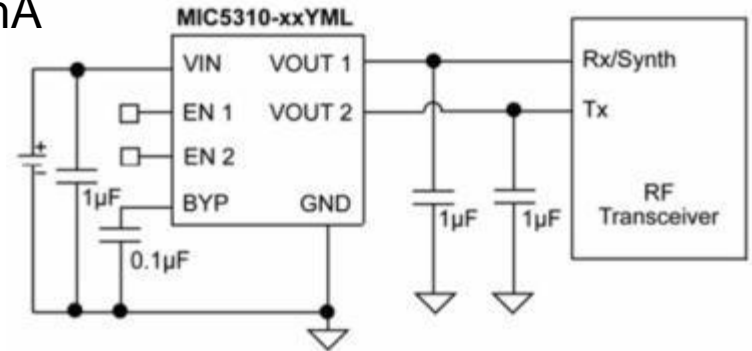 mA
MIC5310-xxYML
VIN
VOUT 1
EN 1
VOUT 2
EN 2
BYP
GND
+
-
1µF
0.1µF
1µF
1µF
Rx/Synth
Tx
RF
Transceiver